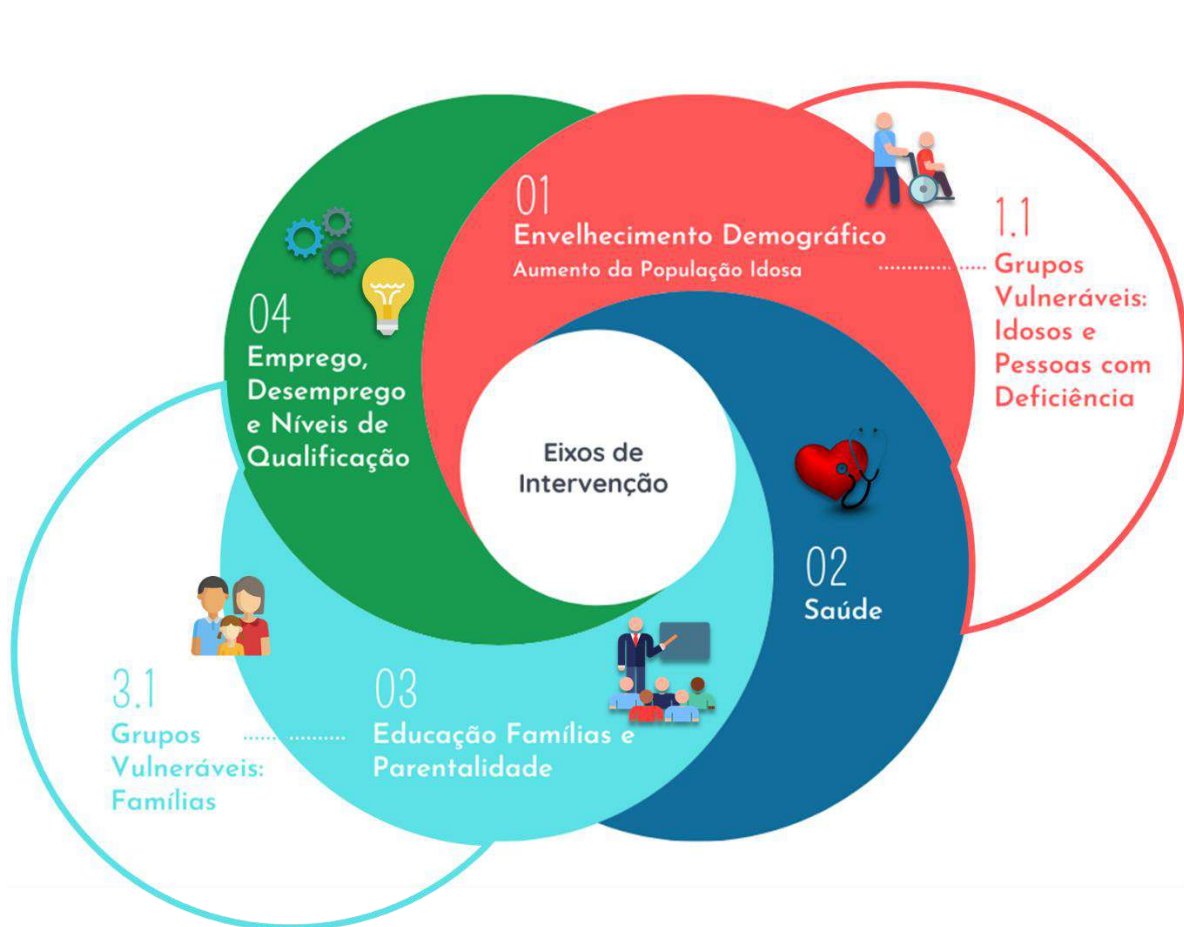 01
Envelhecimento Demográfico
Aumento da População Idosa
1.1
Grupos
Vulneráveis:
Idosos e
Pessoas com
Deficiência
04
Emprego,
Desemprego
e Níveis de
Qualificação
Eixos de
Intervenção
02
Saúde
3.1
Grupos
Vulneráveis:
Famílias
03
Educação Famílias e
Parentalidade